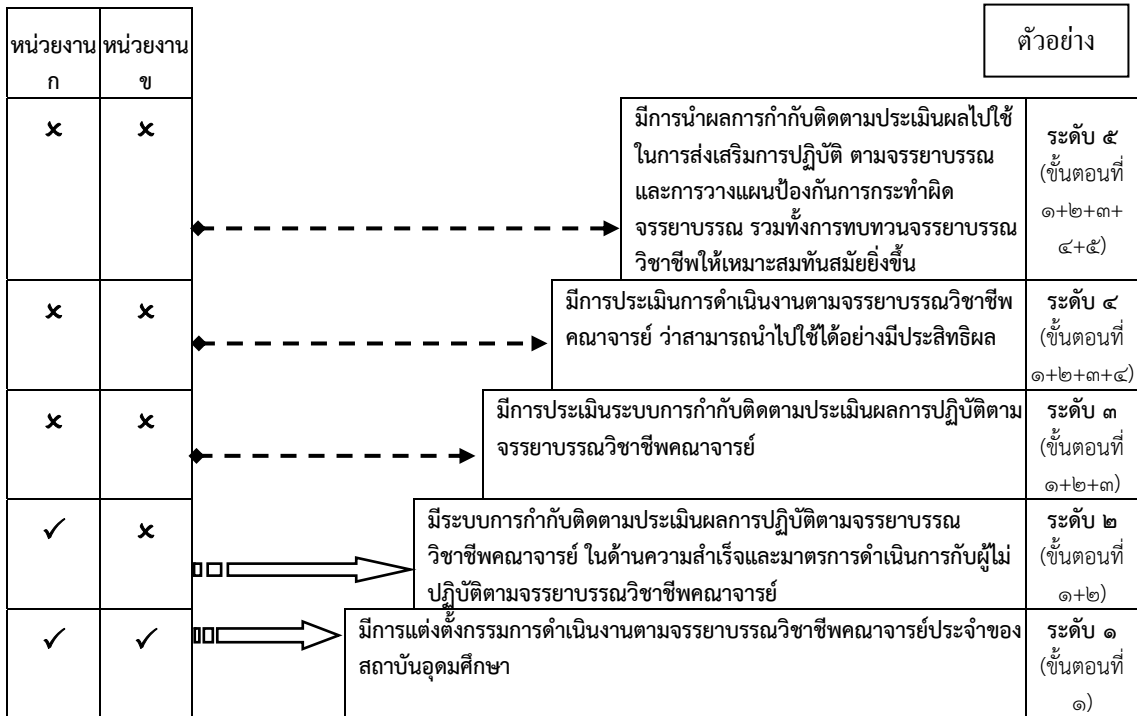 หน่วยงาน หน่วยงาน
ก ข
ตัวอย่าง
✗ ✗
มีการนำผลการกำกับติดตามประเมินผลไปใช้
ในการส่งเสริมการปฏิบัติ ตามจรรยาบรรณ
และการวางแผนป้องกันการกระทำผิด
จรรยาบรรณ รวมทั้งการทบทวนจรรยาบรรณ
วิชาชีพให้เหมาะสมทันสมัยยิ่งขึ้น
ระดับ ๕
(ขั้นตอนที่
๑+๒+๓+
๔+๕)
✗ ✗
มีการประเมินการดำเนินงานตามจรรยาบรรณวิชาชีพ
คณาจารย์ ว่าสามารถนำไปใช้ได้อย่างมีประสิทธิผล
ระดับ ๔
(ขั้นตอนที่
๑+๒+๓+๔)
✗ ✗
มีการประเมินระบบการกำกับติดตามประเมินผลการปฏิบัติตาม
จรรยาบรรณวิชาชีพคณาจารย์
ระดับ ๓
(ขั้นตอนที่
๑+๒+๓)
✓ ✗
มีระบบการกำกับติดตามประเมินผลการปฏิบัติตามจรรยาบรรณ
วิชาชีพคณาจารย์ ในด้านความสำเร็จและมาตรการดำเนินการกับผู้ไม่
ปฏิบัติตามจรรยาบรรณวิชาชีพคณาจารย์
ระดับ ๒
(ขั้นตอนที่
๑+๒)
✓ ✓
มีการแต่งตั้งกรรมการดำเนินงานตามจรรยาบรรณวิชาชีพคณาจารย์ประจำของ
สถาบันอุดมศึกษา
ระดับ ๑
(ขั้นตอนที่
๑)